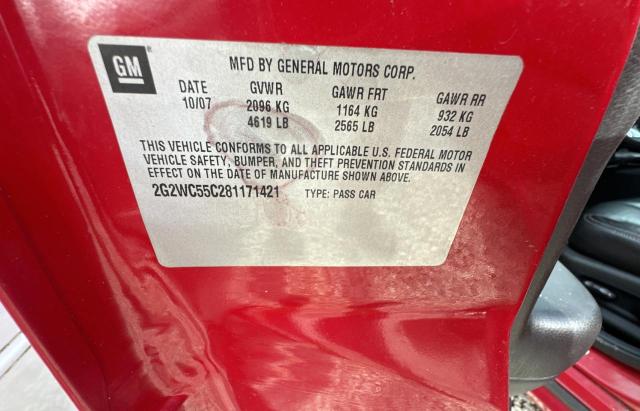 GM
MFD BY GENERAL MOTORS CORP.
DATE GVWR GAWR FRT GAWR RR
10/07 2096 KG 1164 KG 932 KG
4619 LB 2565 LB 2054 LB
THIS VEHICLE CONFORMS TO ALL APPLICABLE U.S. FEDERAL MOTOR
VEHICLE SAFETY, BUMPER, AND THEFT PREVENTION STANDARDS IN
EFFECT ON THE DATE OF MANUFACTURE SHOWN ABOVE.
2G2WC55C281171421 TYPE: PASS CAR